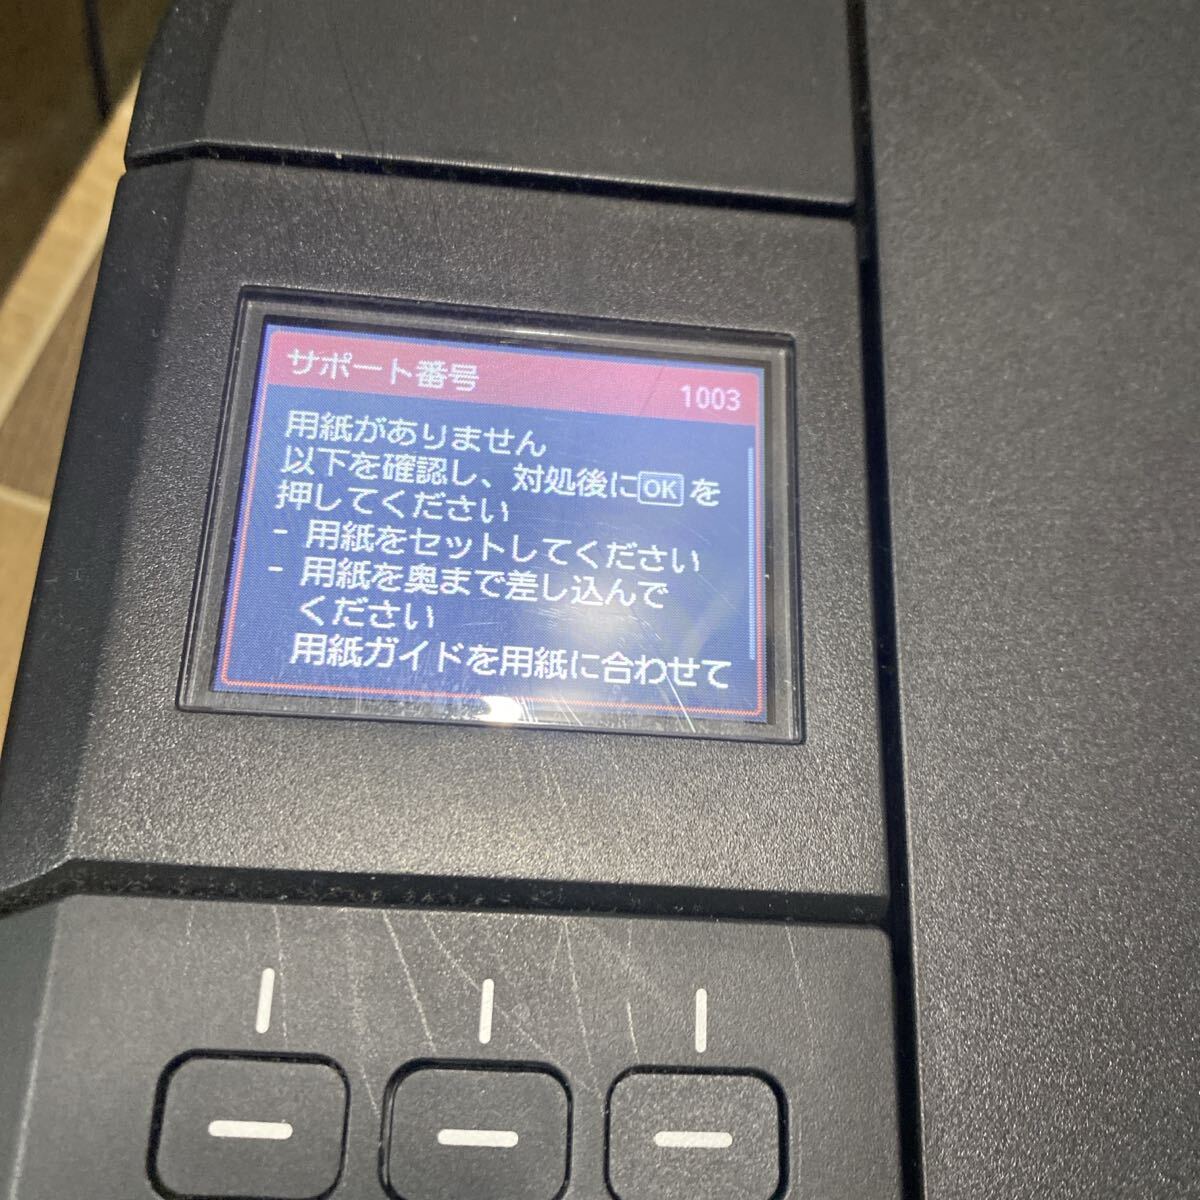 サポート番号
1003
用紙がありません
以下を確認し、対処後にOKを
押してください
- 用紙をセットしてください
- 用紙を奥まで差し込んで
ください
用紙ガイドを用紙に合わせて